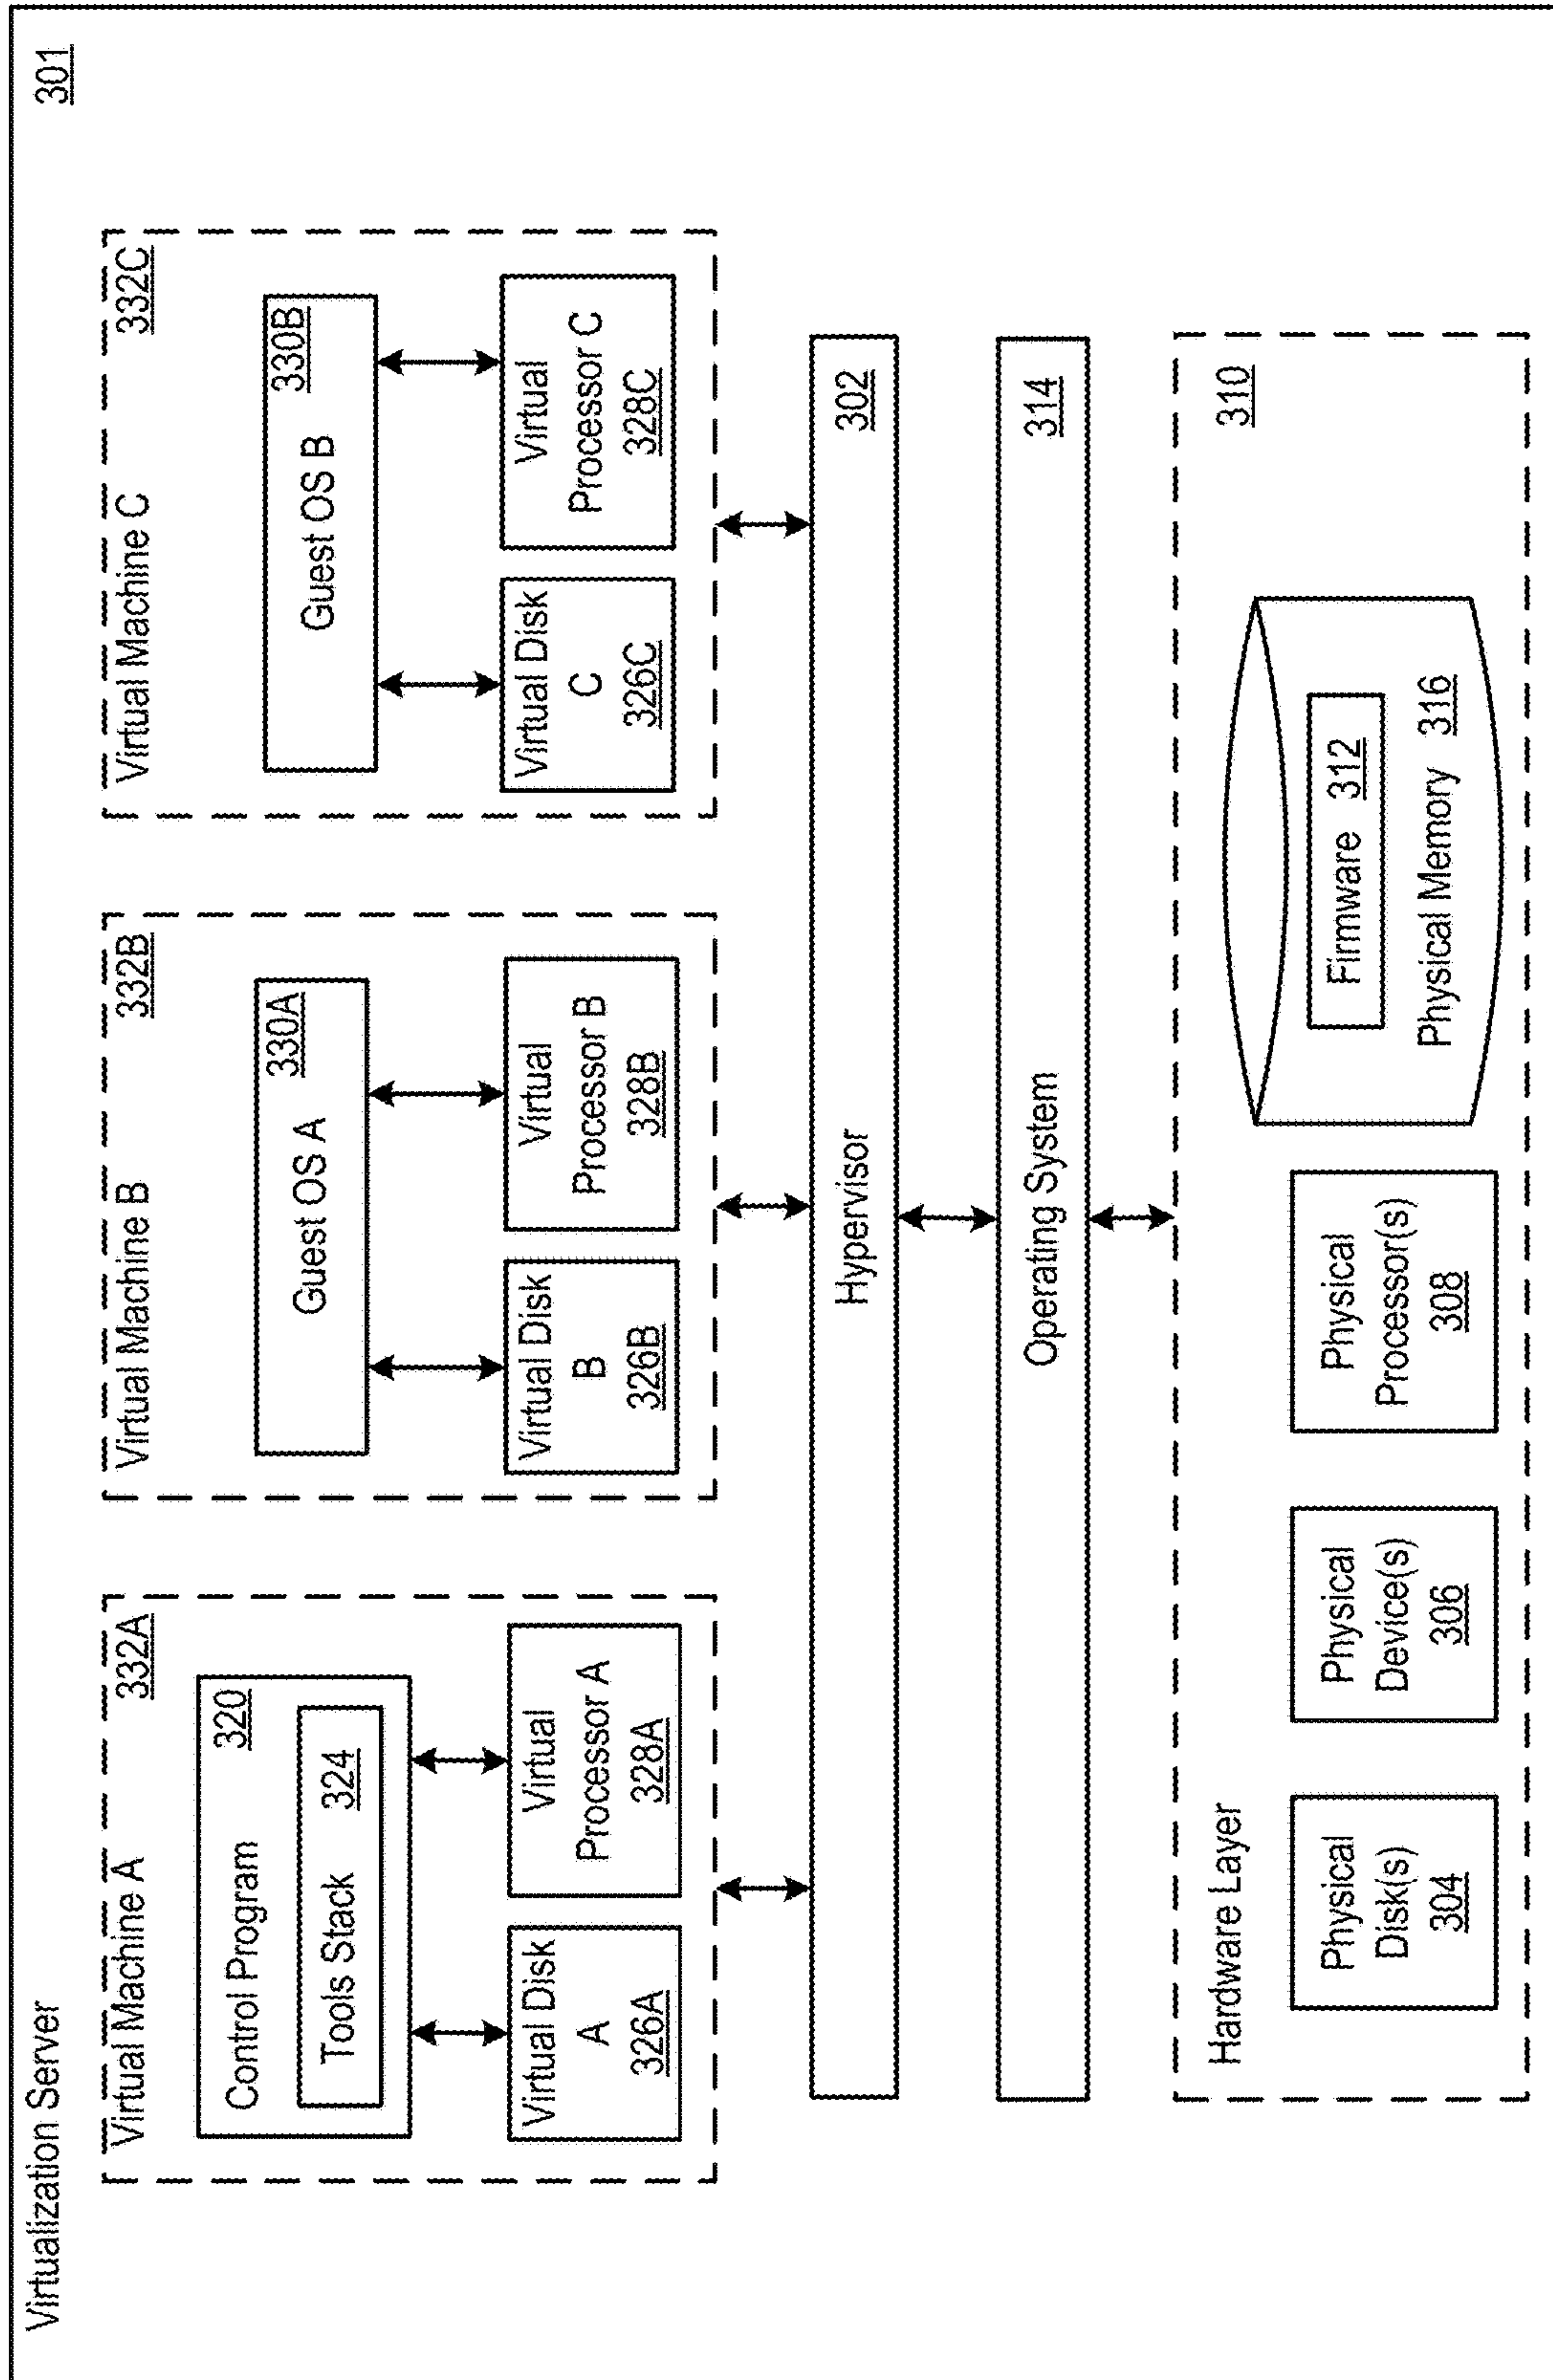 Virtualization Server
301
Virtual Machine A
332A
Control Program
320
Tools Stack
324
Virtual Disk
A
326A
Virtual
Processor A
328A
Virtual Machine B
332B
Guest OS A
330A
Virtual Disk
B
326B
Virtual
Processor B
328B
Virtual Machine C
332C
Guest OS B
330B
Virtual Disk
C
326C
Virtual
Processor C
328C
Hypervisor
302
Operating System
314
Hardware Layer
310
Physical
Disk(s)
304
Physical
Device(s)
306
Physical
Processor(s)
308
Firmware 312
Physical Memory 316